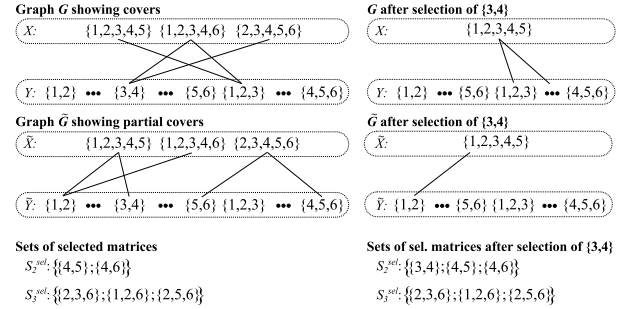 Graph G showing covers
X: {1,2,3,4,5} {1,2,3,4,6} {2,3,4,5,6}
Y: {1,2} ••• {3,4} ••• {5,6} {1,2,3} ••• {4,5,6}
Graph G̃ showing partial covers
X̃: {1,2,3,4,5} {1,2,3,4,6} {2,3,4,5,6}
Ỹ: {1,2} ••• {3,4} ••• {5,6} {1,2,3} ••• {4,5,6}
Sets of selected matrices
S₂ˢᵉˡ: {{4,5};{4,6}}
S₃ˢᵉˡ: {{2,3,6};{1,2,6};{2,5,6}}
G after selection of {3,4}
X: {1,2,3,4,5}
Y: {1,2} ••• {5,6} {1,2,3} ••• {4,5,6}
G̃ after selection of {3,4}
X̃: {1,2,3,4,5}
Ỹ: {1,2} ••• {5,6} {1,2,3} ••• {4,5,6}
Sets of sel. matrices after selection of {3,4}
S₂ˢᵉˡ: {{3,4};{4,5};{4,6}}
S₃ˢᵉˡ: {{2,3,6};{1,2,6};{2,5,6}}